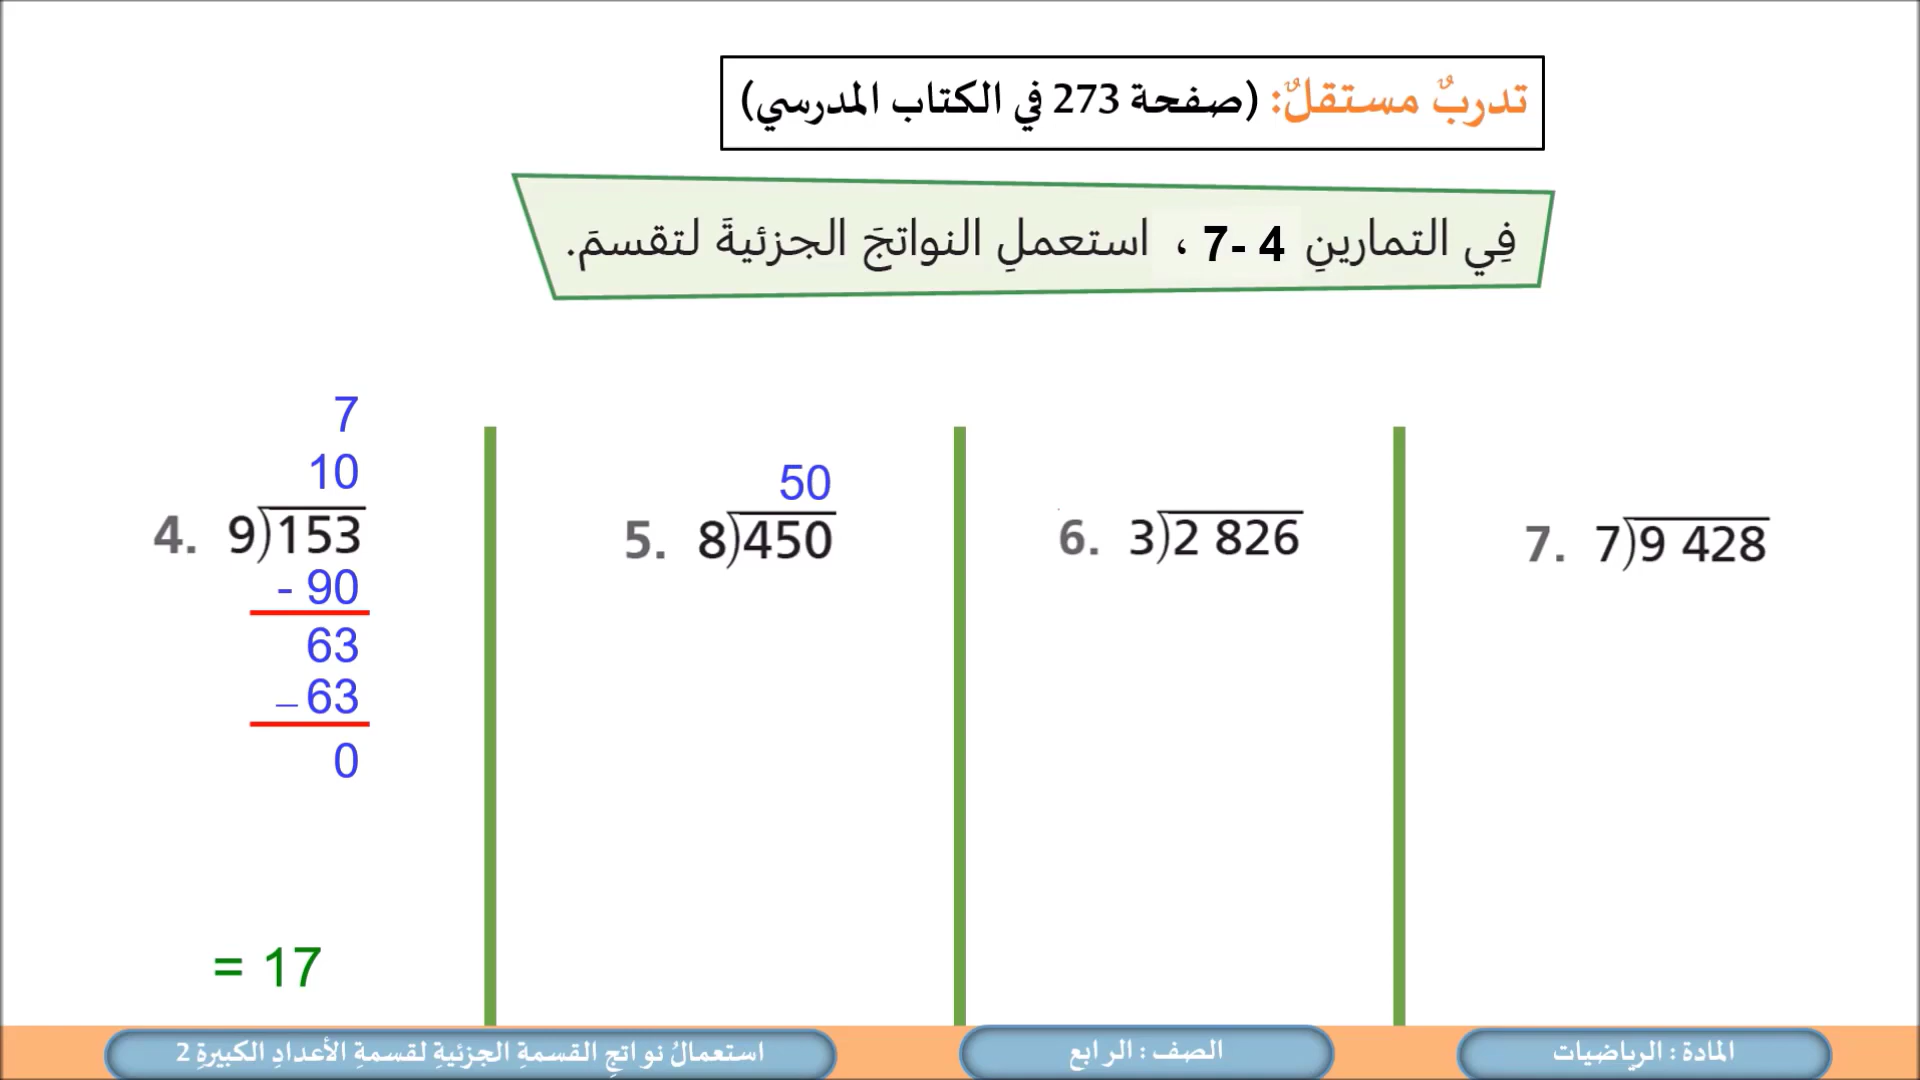 تدربٌ مستقلٌ: (صفحة 273 في الكتاب المدرسي)
فِي التمارينِ 4 -7 ، استعملِ النواتجَ الجزئيةَ لتقسمَ.
7
10
4. 9)153
- 90
63
– 63
0
= 17
50
5. 8)450
6. 3)2 826
7. 7)9 428
المادة : الرياضيات
الصف : الرابع
استعمالُ نواتجِ القسمةِ الجزئيةِ لقسمةِ الأعدادِ الكبيرةِ 2